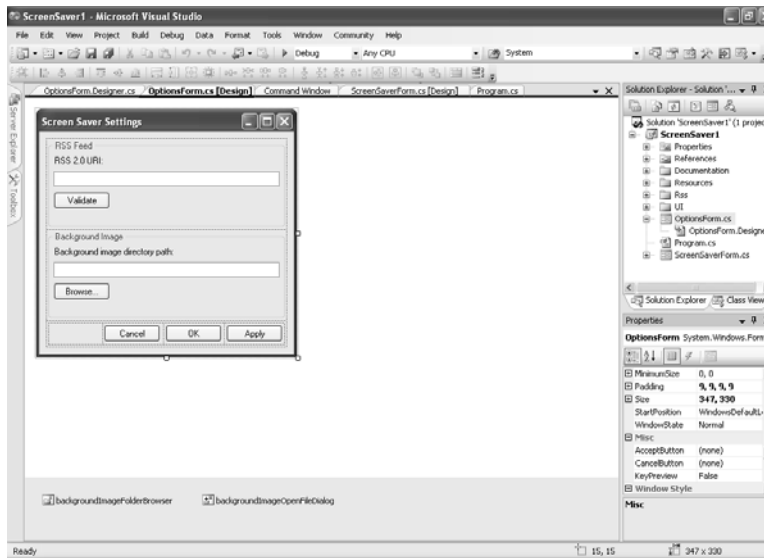 ScreenSaver1 - Microsoft Visual Studio
File Edit View Project Build Debug Data Format Tools Window Community Help
Debug Any CPU System
OptionsForm.Designer.cs OptionsForm.cs [Design] Command Window ScreenSaverForm.cs [Design] Program.cs
Server Explorer
Toolbox
Screen Saver Settings
RSS Feed
RSS 2.0 URI:
Validate
Background Image
Background image directory path:
Browse...
Cancel OK Apply
backgroundImageFolderBrowser backgroundImageOpenFileDialog
Solution Explorer - Solution '...
Solution 'ScreenSaver1' (1 projec
ScreenSaver1
Properties
References
Documentation
Resources
Rss
UI
OptionsForm.cs
OptionsForm.Designe
Program.cs
ScreenSaverForm.cs
Solution Explorer Class View
Properties
OptionsForm System.Windows.Form
MinimumSize 0, 0
Padding 9, 9, 9, 9
Size 347, 330
StartPosition WindowsDefaultL
WindowState Normal
Misc
AcceptButton (none)
CancelButton (none)
KeyPreview False
Window Style
Misc
Ready 15, 15 347 x 330